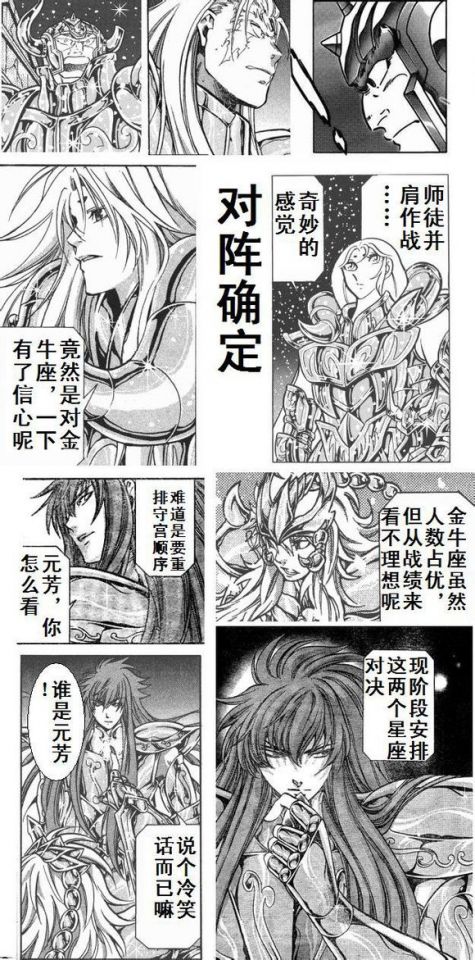 师徒并
肩作战
……
奇妙的
感觉
对阵确定
竟然是对金
牛座，一下
有了信心呢
金牛座虽然
人数占优，
但从战绩来
看不理想呢
难道是要重
排守宫顺序
元芳，你
怎么看
现阶段安排
这两个星座
对决
谁是元芳
！
说个冷笑
话而已嘛